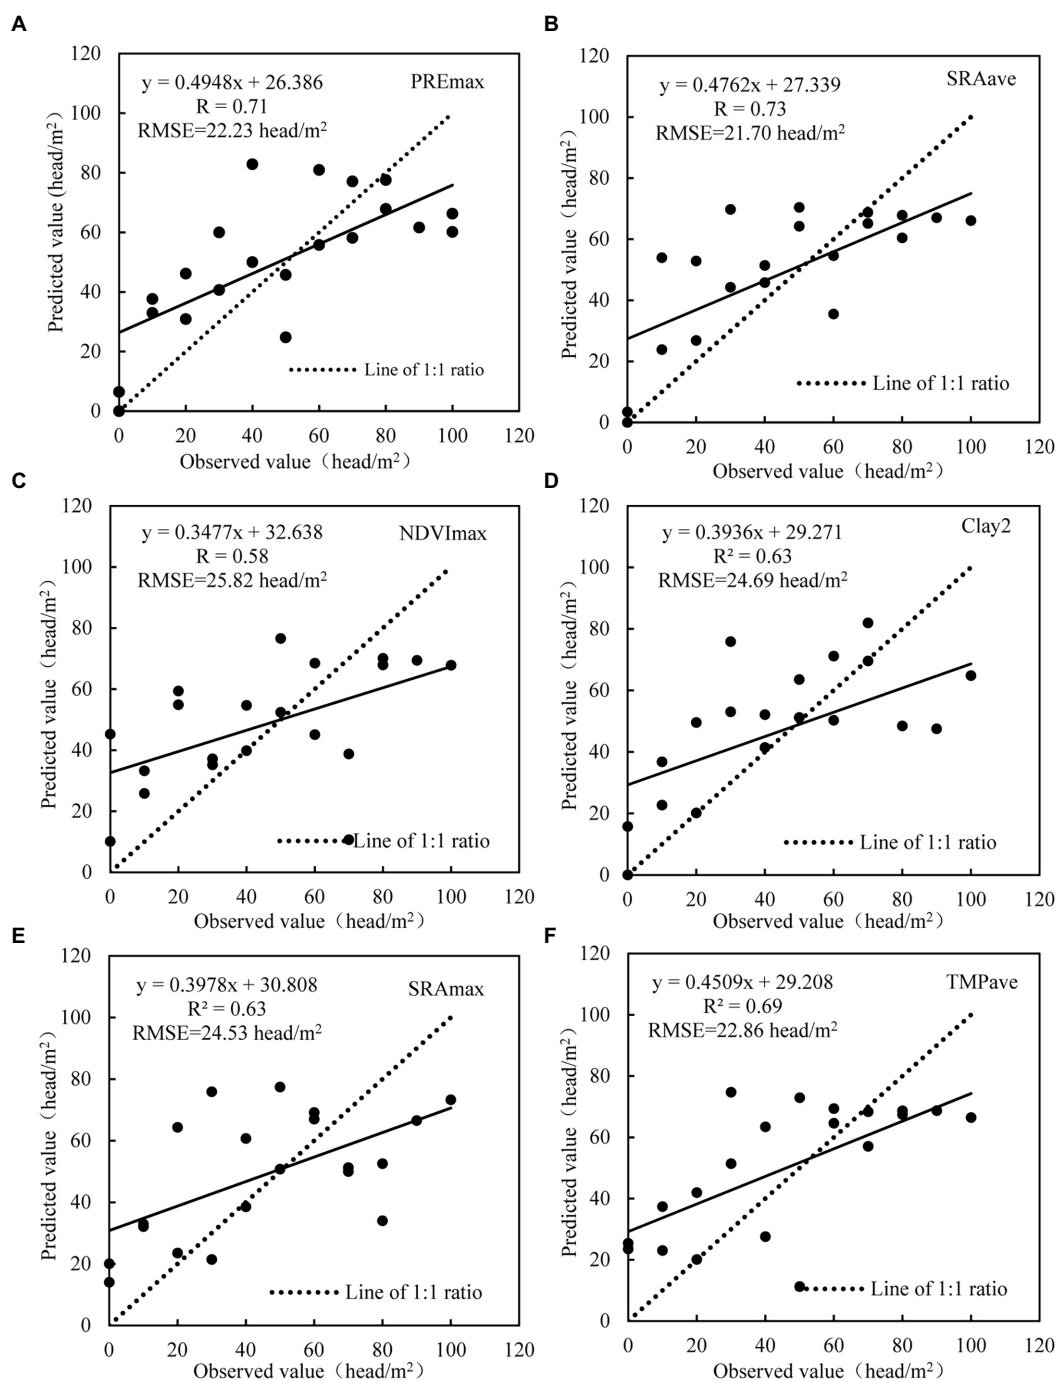 A
y = 0.4948x + 26.386
PREmax
R = 0.71
RMSE=22.23 head/m²
Line of 1:1 ratio
Predicted value (head/m²)
120
100
80
60
40
20
0
0 20 40 60 80 100 120
Observed value（head/m²）
B
y = 0.4762x + 27.339
SRAave
R = 0.73
RMSE=21.70 head/m²
Line of 1:1 ratio
Predicted value（head/m²）
120
100
80
60
40
20
0
0 20 40 60 80 100 120
Observed value（head/m²）
C
y = 0.3477x + 32.638
NDVImax
R = 0.58
RMSE=25.82 head/m²
Line of 1:1 ratio
Predicted value（head/m²）
120
100
80
60
40
20
0
0 20 40 60 80 100 120
Observed value（head/m²）
D
y = 0.3936x + 29.271
Clay2
R² = 0.63
RMSE=24.69 head/m²
Line of 1:1 ratio
Predicted value（head/m²）
120
100
80
60
40
20
0
0 20 40 60 80 100 120
Observed value（head/m²）
E
y = 0.3978x + 30.808
SRAmax
R² = 0.63
RMSE=24.53 head/m²
Line of 1:1 ratio
Predicted value（head/m²）
120
100
80
60
40
20
0
0 20 40 60 80 100 120
Observed value（head/m²）
F
y = 0.4509x + 29.208
TMPave
R² = 0.69
RMSE=22.86 head/m²
Line of 1:1 ratio
Predicted value（head/m²）
120
100
80
60
40
20
0
0 20 40 60 80 100 120
Observed value（head/m²）